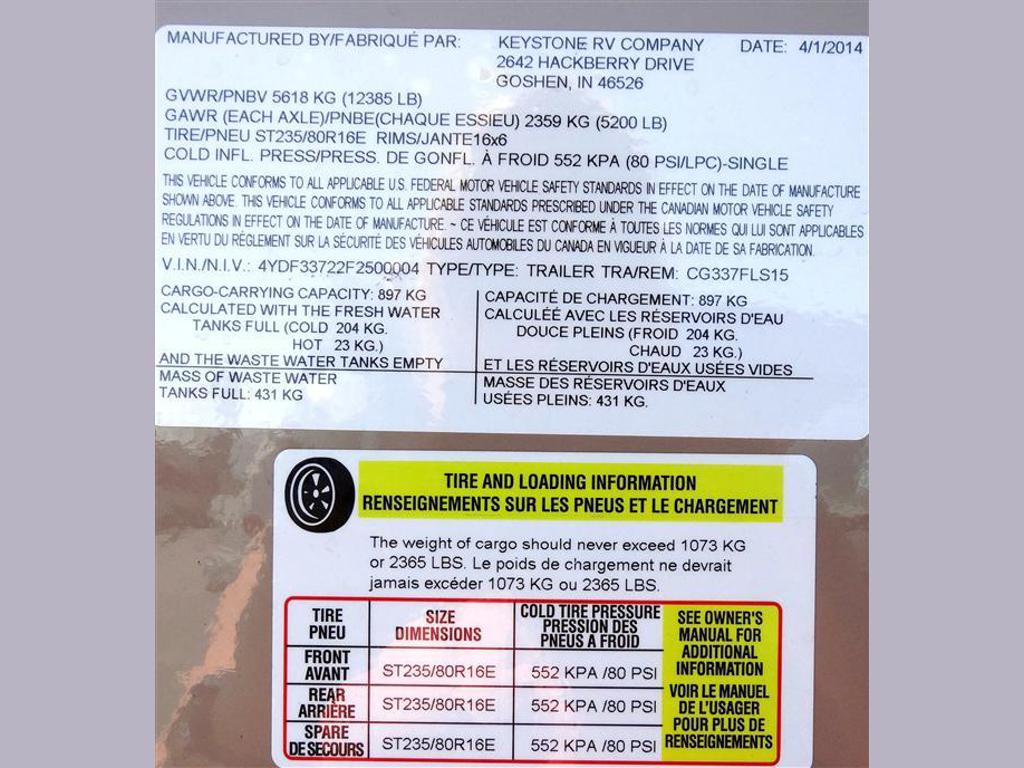 MANUFACTURED BY/FABRIQUÉ PAR: KEYSTONE RV COMPANY DATE: 4/1/2014
2642 HACKBERRY DRIVE
GOSHEN, IN 46526
GVWR/PNBV 5618 KG (12385 LB)
GAWR (EACH AXLE)/PNBE(CHAQUE ESSIEU) 2359 KG (5200 LB)
TIRE/PNEU ST235/80R16E RIMS/JANTE16x6
COLD INFL. PRESS/PRESS. DE GONFL. À FROID 552 KPA (80 PSI/LPC)-SINGLE
THIS VEHICLE CONFORMS TO ALL APPLICABLE U.S. FEDERAL MOTOR VEHICLE SAFETY STANDARDS IN EFFECT ON THE DATE OF MANUFACTURE
SHOWN ABOVE. THIS VEHICLE CONFORMS TO ALL APPLICABLE STANDARDS PRESCRIBED UNDER THE CANADIAN MOTOR VEHICLE SAFETY
REGULATIONS IN EFFECT ON THE DATE OF MANUFACTURE. ~ CE VÉHICULE EST CONFORME À TOUTES LES NORMES QUI LUI SONT APPLICABLES
EN VERTU DU RÉGLEMENT SUR LA SÉCURITÉ DES VÉHICULES AUTOMOBILES DU CANADA EN VIGUEUR À LA DATE DE SA FABRICATION.
V.I.N./N.I.V.: 4YDF33722F2500004 TYPE/TYPE: TRAILER TRA/REM: CG337FLS15
CARGO-CARRYING CAPACITY: 897 KG
CALCULATED WITH THE FRESH WATER
TANKS FULL (COLD 204 KG.
HOT 23 KG.)
AND THE WASTE WATER TANKS EMPTY
MASS OF WASTE WATER
TANKS FULL: 431 KG
CAPACITÉ DE CHARGEMENT: 897 KG
CALCULÉE AVEC LES RÉSERVOIRS D'EAU
DOUCE PLEINS (FROID 204 KG.
CHAUD 23 KG.)
ET LES RÉSERVOIRS D'EAUX USÉES VIDES
MASSE DES RÉSERVOIRS D'EAUX
USÉES PLEINS: 431 KG.
TIRE AND LOADING INFORMATION
RENSEIGNEMENTS SUR LES PNEUS ET LE CHARGEMENT
The weight of cargo should never exceed 1073 KG
or 2365 LBS. Le poids de chargement ne devrait
jamais excéder 1073 KG ou 2365 LBS.
TIRE
PNEU
SIZE
DIMENSIONS
COLD TIRE PRESSURE
PRESSION DES
PNEUS A FROID
FRONT
AVANT
ST235/80R16E 552 KPA /80 PSI
REAR
ARRIÈRE
ST235/80R16E 552 KPA /80 PSI
SPARE
DE SECOURS
ST235/80R16E 552 KPA /80 PSI
SEE OWNER'S
MANUAL FOR
ADDITIONAL
INFORMATION
VOIR LE MANUEL
DE L'USAGER
POUR PLUS DE
RENSEIGNEMENTS